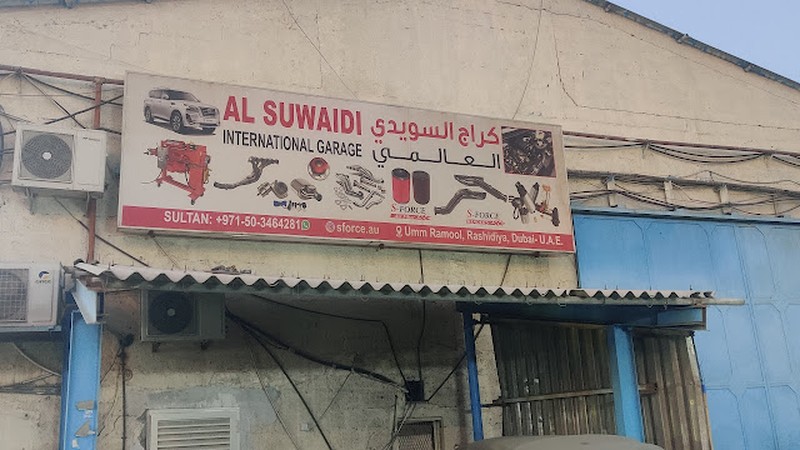 AL SUWAIDI كراج السويدي
INTERNATIONAL GARAGE العالمي
S-FORCE
S-FORCE
SULTAN: +971-50-3464281 sforce.au Umm Ramool, Rashidiya, Dubai- U.A.E.